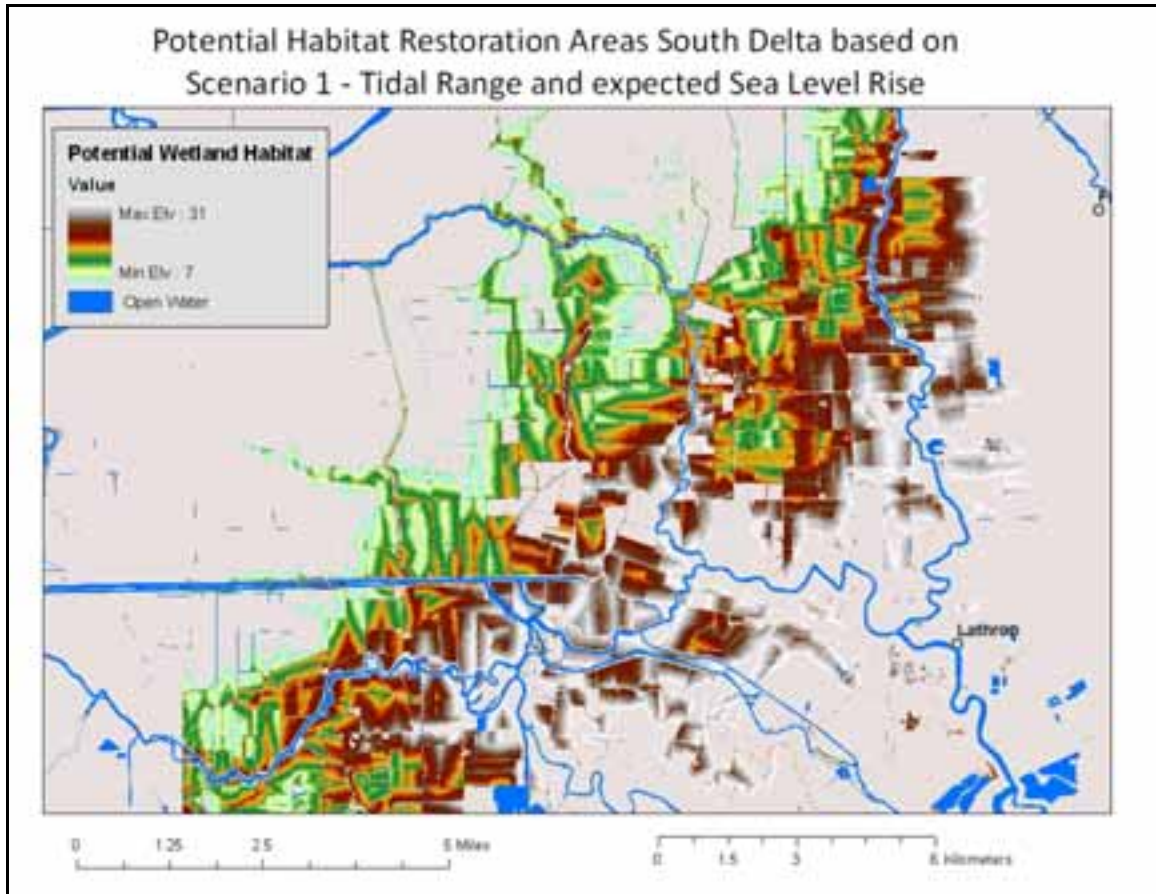 Potential Habitat Restoration Areas South Delta based on
Scenario 1 - Tidal Range and expected Sea Level Rise
Potential Wetland Habitat
Value
Max Elv : 31
Min Elv : 7
Open Water
Lathrop
0 1.25 2.5 5 Miles
0 1.5 3 6 Kilometers